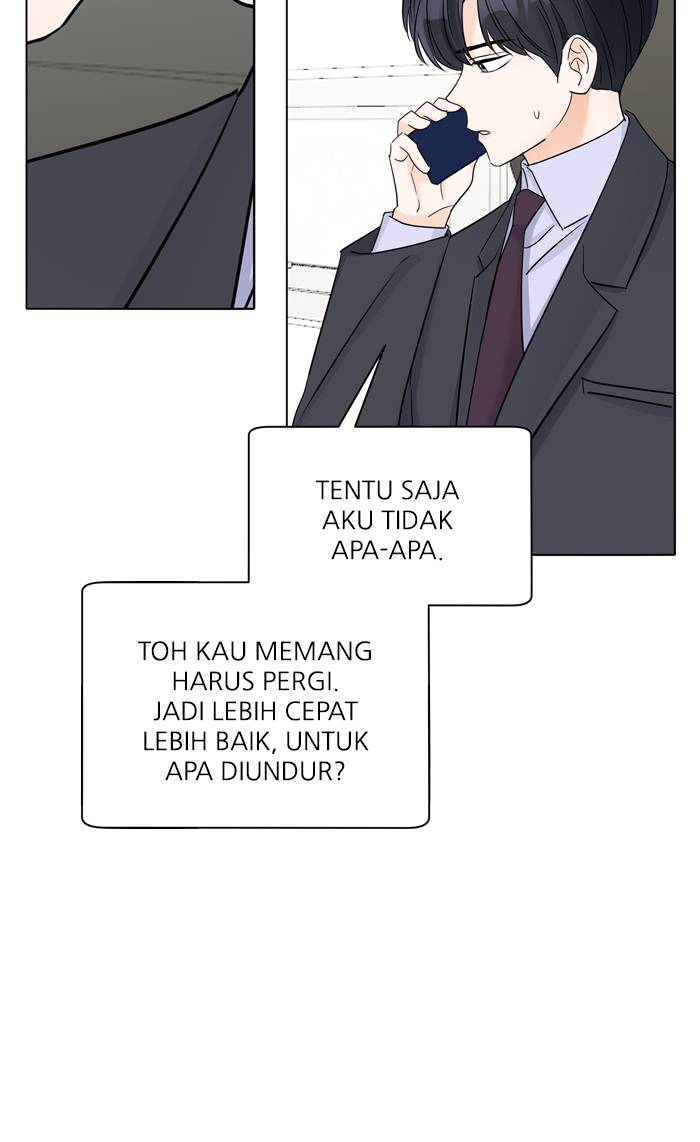 TENTU SAJA
AKU TIDAK
APA-APA.
TOH KAU MEMANG
HARUS PERGI.
JADI LEBIH CEPAT
LEBIH BAIK, UNTUK
APA DIUNDUR?